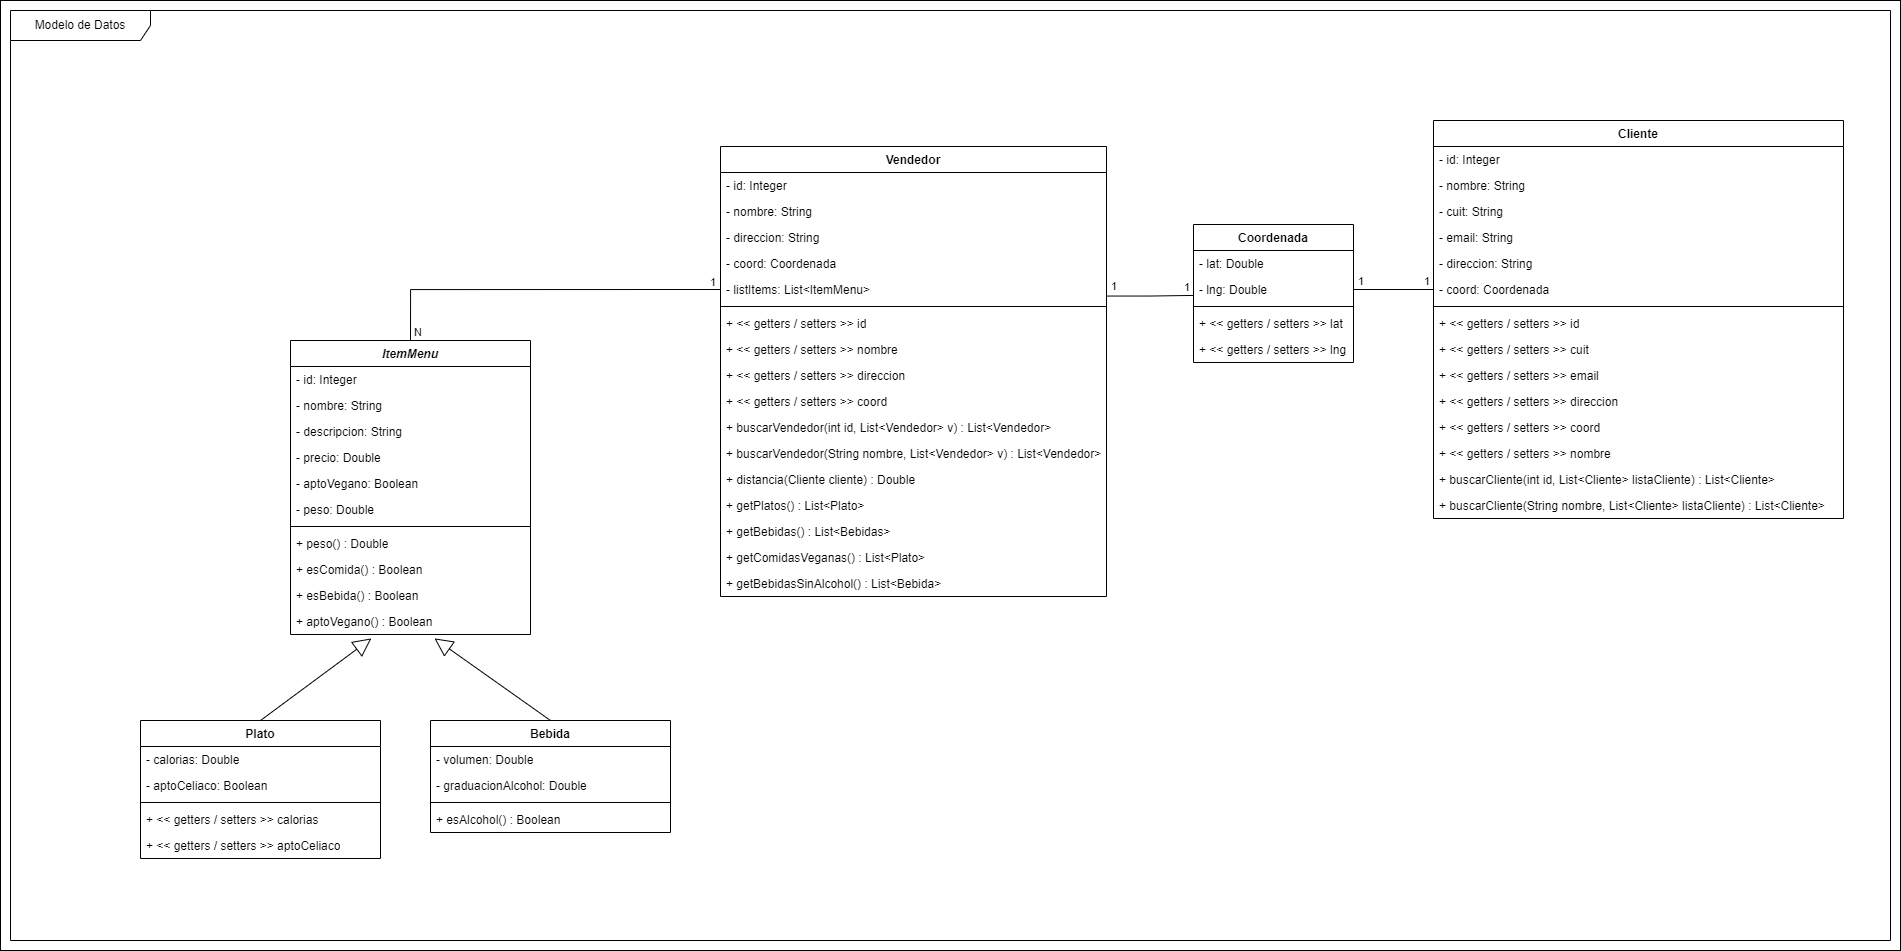 Modelo de Datos
Vendedor
- id: Integer
- nombre: String
- direccion: String
- coord: Coordenada
- listItems: List<ItemMenu>
+ << getters / setters >> id
+ << getters / setters >> nombre
+ << getters / setters >> direccion
+ << getters / setters >> coord
+ buscarVendedor(int id, List<Vendedor> v) : List<Vendedor>
+ buscarVendedor(String nombre, List<Vendedor> v) : List<Vendedor>
+ distancia(Cliente cliente) : Double
+ getPlatos() : List<Plato>
+ getBebidas() : List<Bebidas>
+ getComidasVeganas() : List<Plato>
+ getBebidasSinAlcohol() : List<Bebida>
1
N
1
1
Coordenada
- lat: Double
- lng: Double
+ << getters / setters >> lat
+ << getters / setters >> lng
1
1
Cliente
- id: Integer
- nombre: String
- cuit: String
- email: String
- direccion: String
- coord: Coordenada
+ << getters / setters >> id
+ << getters / setters >> cuit
+ << getters / setters >> email
+ << getters / setters >> direccion
+ << getters / setters >> coord
+ << getters / setters >> nombre
+ buscarCliente(int id, List<Cliente> listaCliente) : List<Cliente>
+ buscarCliente(String nombre, List<Cliente> listaCliente) : List<Cliente>
ItemMenu
- id: Integer
- nombre: String
- descripcion: String
- precio: Double
- aptoVegano: Boolean
- peso: Double
+ peso() : Double
+ esComida() : Boolean
+ esBebida() : Boolean
+ aptoVegano() : Boolean
Plato
- calorias: Double
- aptoCeliaco: Boolean
+ << getters / setters >> calorias
+ << getters / setters >> aptoCeliaco
Bebida
- volumen: Double
- graduacionAlcohol: Double
+ esAlcohol() : Boolean